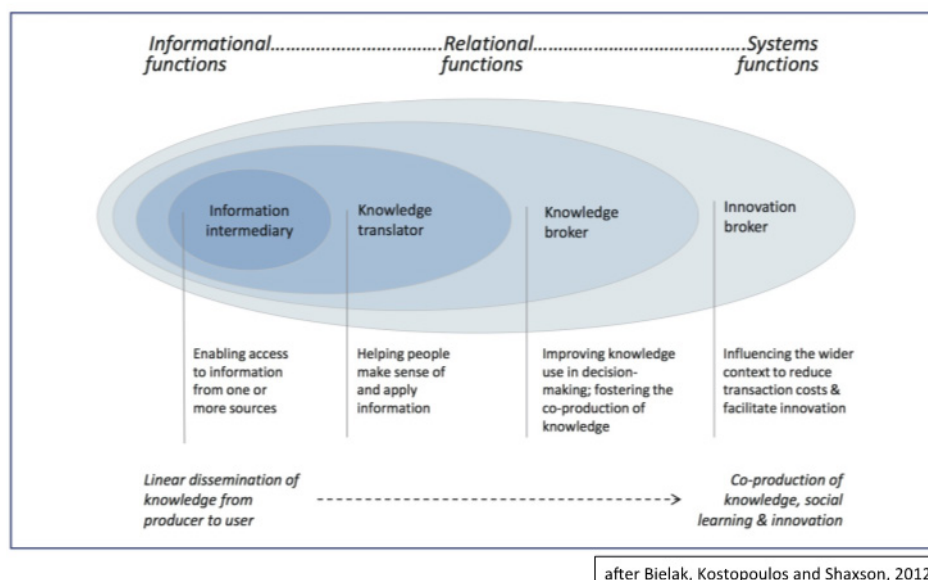 Informational……………………………….Relational…………………………………….…..Systems
functions functions functions
Information
intermediary
Knowledge
translator
Knowledge
broker
Innovation
broker
Enabling access
to information
from one or
more sources
Helping people
make sense of
and apply
information
Improving knowledge
use in decision-
making; fostering the
co-production of
knowledge
Influencing the wider
context to reduce
transaction costs &
facilitate innovation
Linear dissemination of
knowledge from
producer to user
Co-production of
knowledge, social
learning & innovation
after Bielak, Kostopoulos and Shaxson, 2012